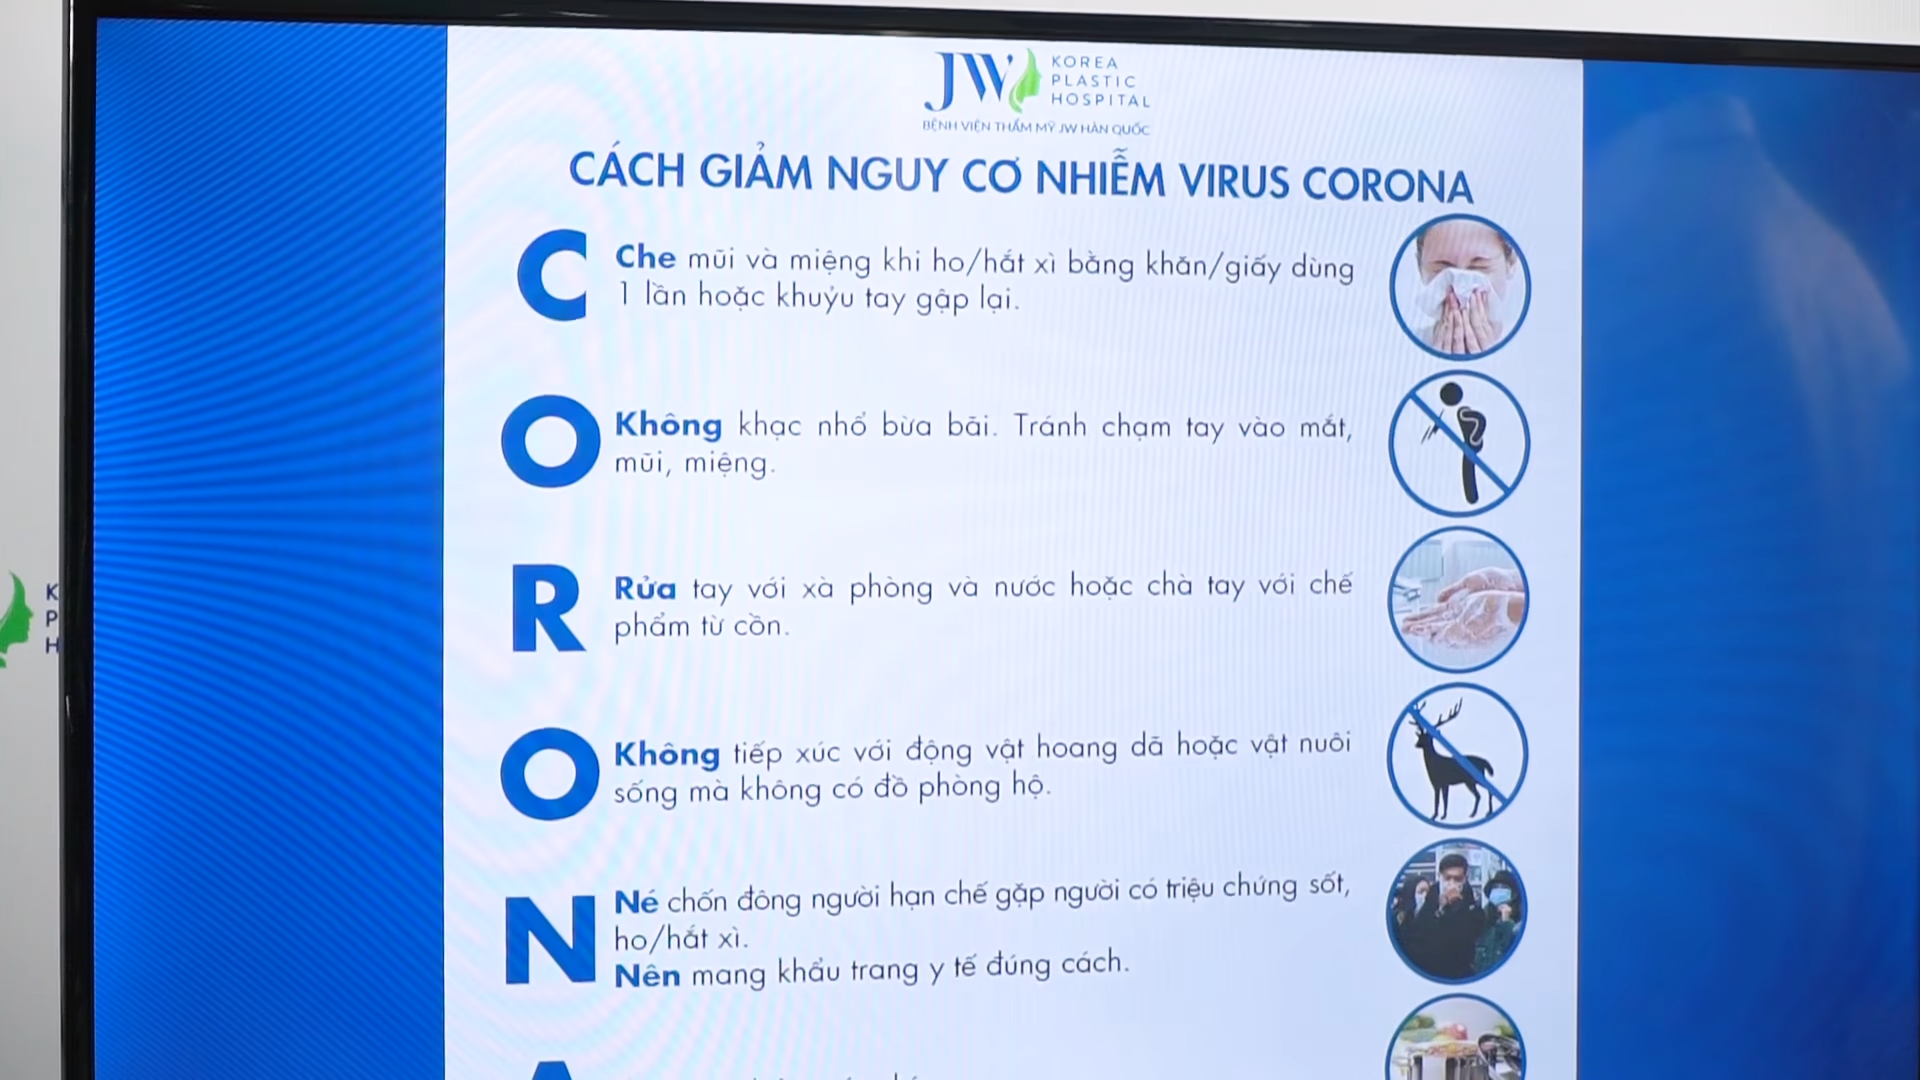 JW
KOREA
PLASTIC
HOSPITAL
BỆNH VIỆN THẨM MỸ JW HÀN QUỐC
CÁCH GIẢM NGUY CƠ NHIỄM VIRUS CORONA
C
Che mũi và miệng khi ho/hắt xì bằng khăn/giấy dùng
1 lần hoặc khuỷu tay gập lại.
O
Không khạc nhổ bừa bãi. Tránh chạm tay vào mắt,
mũi, miệng.
R
Rửa tay với xà phòng và nước hoặc chà tay với chế
phẩm từ cồn.
O
Không tiếp xúc với động vật hoang dã hoặc vật nuôi
sống mà không có đồ phòng hộ.
N
Né chốn đông người hạn chế gặp người có triệu chứng sốt,
ho/hắt xì.
Nên mang khẩu trang y tế đúng cách.
K
P
H